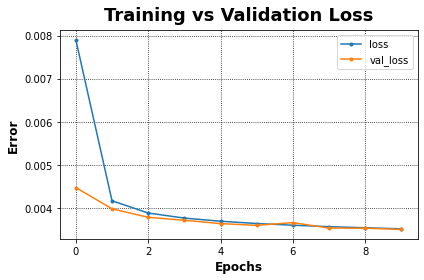 Training vs Validation Loss
0.008
0.007
0.006
0.005
0.004
Error
loss
val_loss
0 2 4 6 8
Epochs